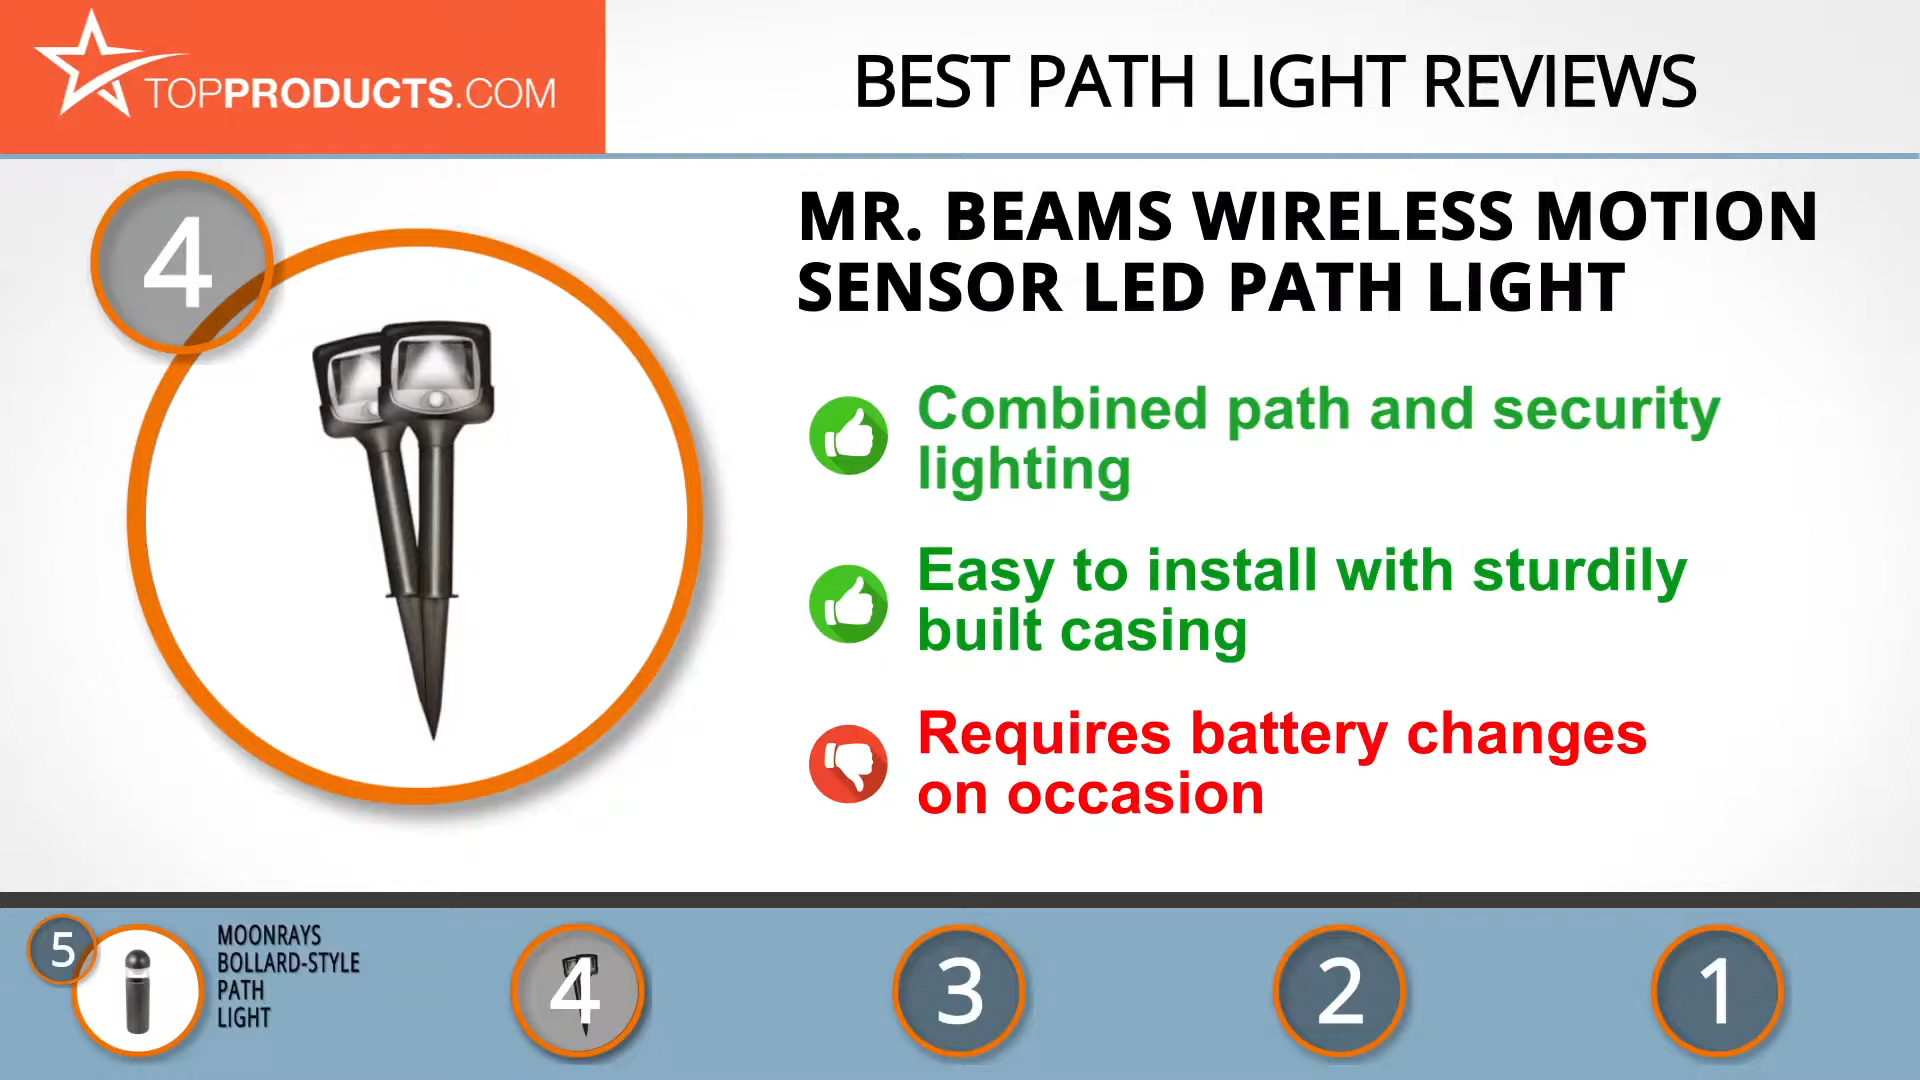 TOPPRODUCTS.COM
BEST PATH LIGHT REVIEWS
4
MR. BEAMS WIRELESS MOTION
SENSOR LED PATH LIGHT
Combined path and security
lighting
Easy to install with sturdily
built casing
Requires battery changes
on occasion
5
MOONRAYS
BOLLARD-STYLE
PATH
LIGHT
4
3
2
1